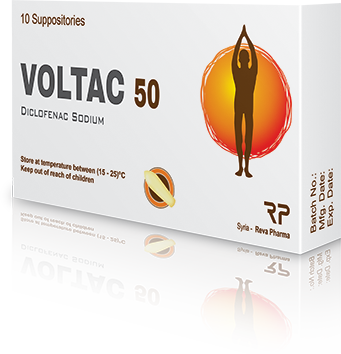 10 Suppositories
VOLTAC 50
DICLOFENAC SODIUM
Store at temperature between (15 - 25)°C
Keep out of reach of children
RP
Syria - Reva Pharma
Batch No.:
Mfg. Date:
Exp. Date: